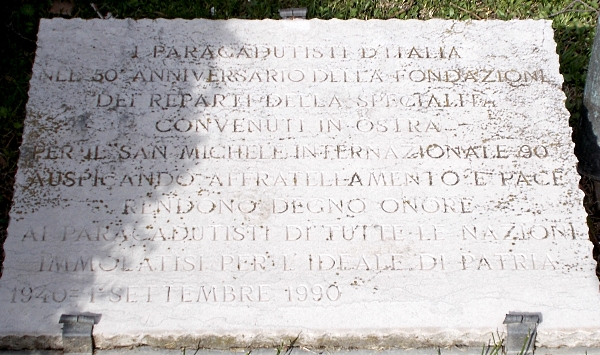 I PARACADUTISTI D'ITALIA
NEL 50° ANNIVERSARIO DELLA FONDAZIONE
DEI REPARTI DELLA SPECIALITA
CONVENUTI IN OSTRA
PER IL SAN MICHELE INTERNAZIONALE 90°
AUSPICANDO AFFRATELLAMENTO E PACE
RENDONO DEGNO ONORE
AI PARACADUTISTI DI TUTTE LE NAZIONI
IMMOLATISI PER L'IDEALE DI PATRIA
1940 = 1 SETTEMBRE 1990